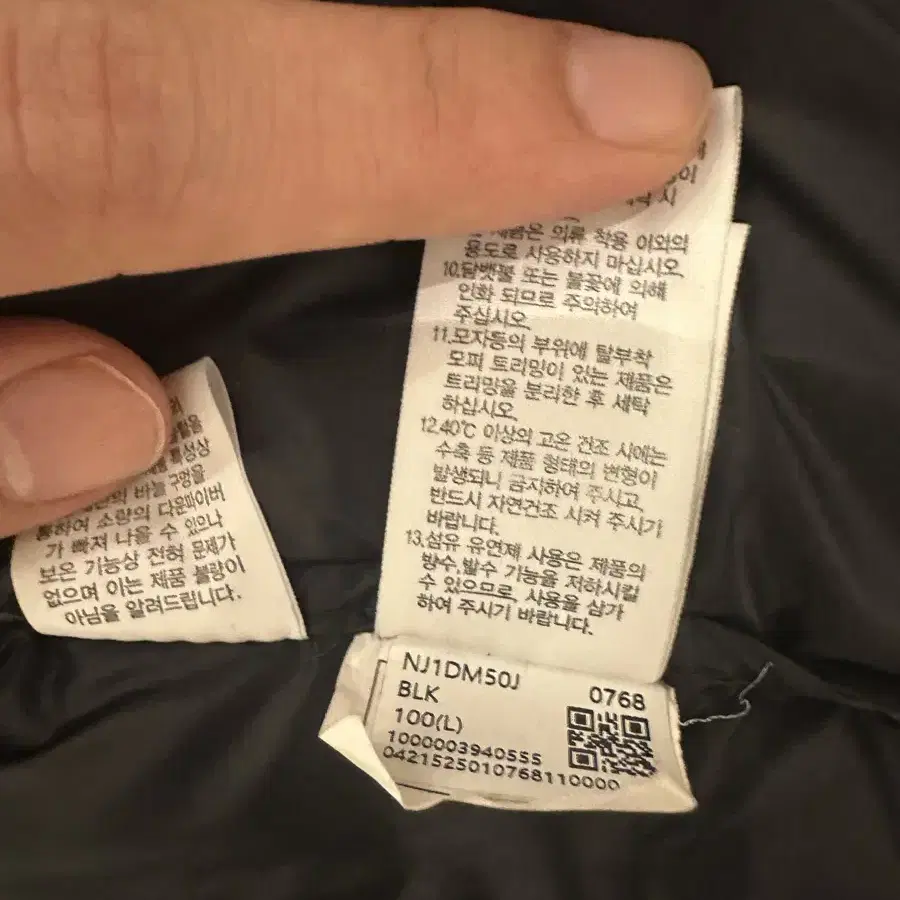 통하여 소량의 다운파이버
가 빠져 나올 수 있으나
보온 기능상 전혀 문제가
없으며 이는 제품 불량이
아님을 알려드립니다.
시
제품은 의류 착용 이외의
용도로 사용하지 마십시오
10.담뱃불 또는 불꽃에 의해
인화 되므로 주의하여
주십시오
11.모자등의 부위에 탈부착
모피 트리밍이 있는 제품은
트리밍을 분리한 후 세탁
하십시오
12.40℃ 이상의 고온 건조 시에는
수축 등 제품 형태의 변형이
발생되니 금지하여 주시고,
반드시 자연건조 시켜 주시기
바랍니다.
13.섬유 유연제 사용은 제품의
방수,발수 기능을 저하시킬
수 있으므로, 사용을 삼가
하여 주시기 바랍니다.
NJ1DM50J
BLK
0768
100(L)
1000003940555
0421525010768110000